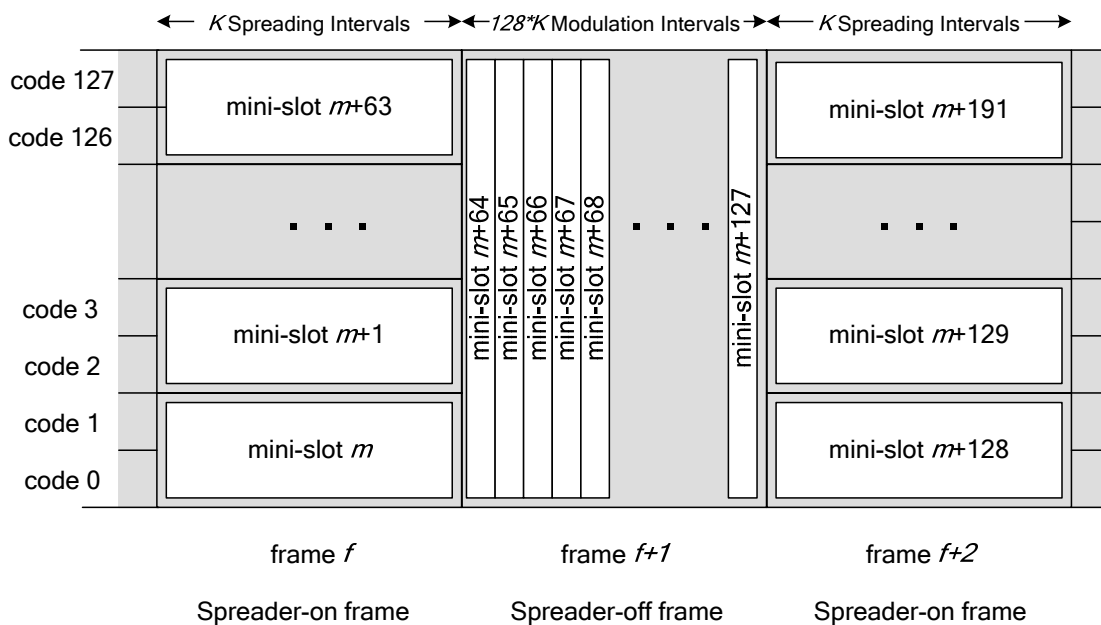 K Spreading Intervals 128*K Modulation Intervals K Spreading Intervals
code 127
mini-slot m+63
mini-slot m+191
code 126
mini-slot m+64
mini-slot m+65
mini-slot m+66
mini-slot m+67
mini-slot m+68
mini-slot m+127
. . .
. . .
. . .
code 3
mini-slot m+1
mini-slot m+129
code 2
code 1
mini-slot m
mini-slot m+128
code 0
frame f frame f+1 frame f+2
Spreader-on frame Spreader-off frame Spreader-on frame